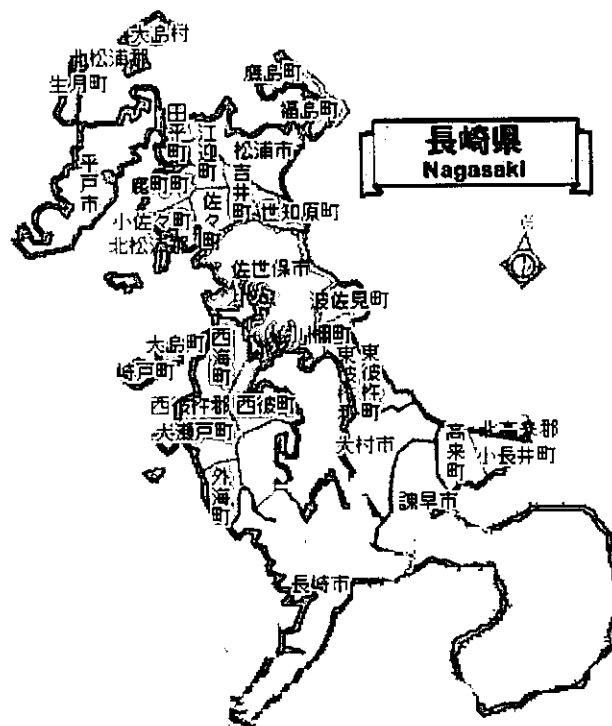 大島村
北松浦郡
生月町
鷹島町
福島町
長崎県
Nagasaki
田平町
江迎町
松浦市
平戸市
鹿町町
吉井町
佐々町
世知原町
小佐々町
北松浦郡
佐世保市
波佐見町
川棚町
大島町
西海町
崎戸町
東彼杵郡
東彼杵町
西彼杵郡
西彼町
大瀬戸町
大村市
高来町
北高来郡
小長井町
外海町
諫早市
長崎市